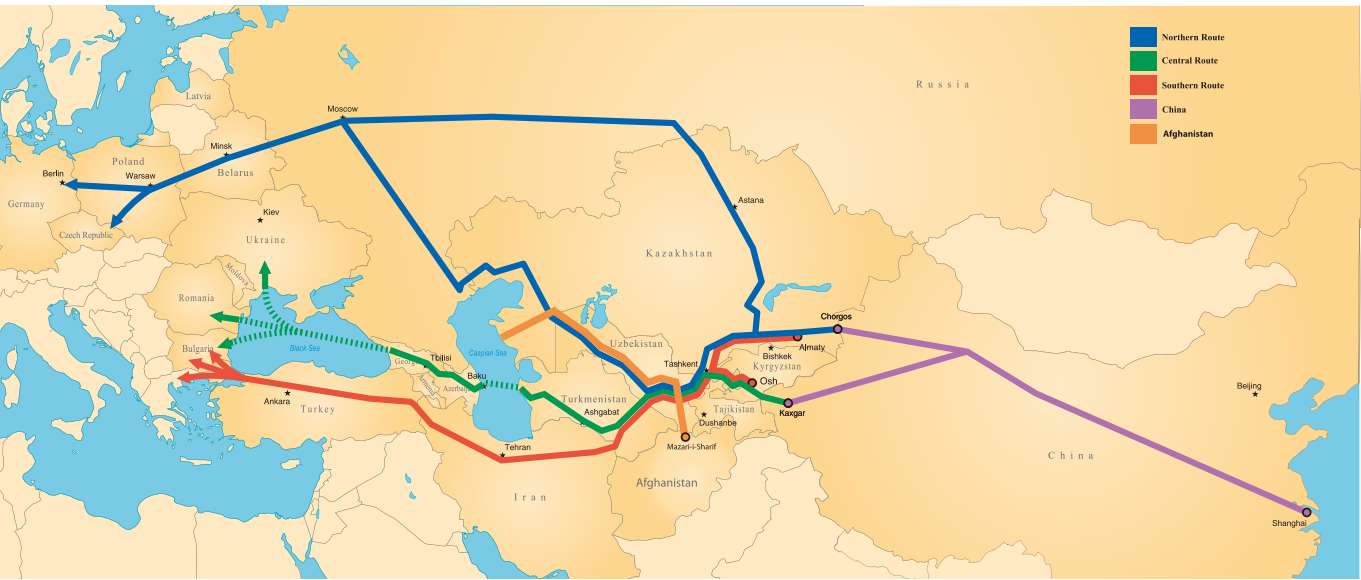 Northern Route
Central Route
Southern Route
China
Afghanistan
Russia
Latvia
Moscow
Minsk
Poland
Belarus
Berlin
Warsaw
Germany
Astana
Kiev
Czech Republic
Ukraine
Kazakhstan
Moldova
Romania
Chorgos
Uzbekistan
Almaty
Bulgaria
Black Sea
Caspian Sea
Tbilisi
Georg
Bishkek
Tashkent
Kyrgyzstan
Armenia
Baku
Osh
Azerbaij
Beijing
Ankara
Turkey
Turkmenistan
Kaxgar
Tajikistan
Ashgabat
Dushanbe
Tehran
Mazari-i-Sharif
China
Afghanistan
Iran
Shanghai